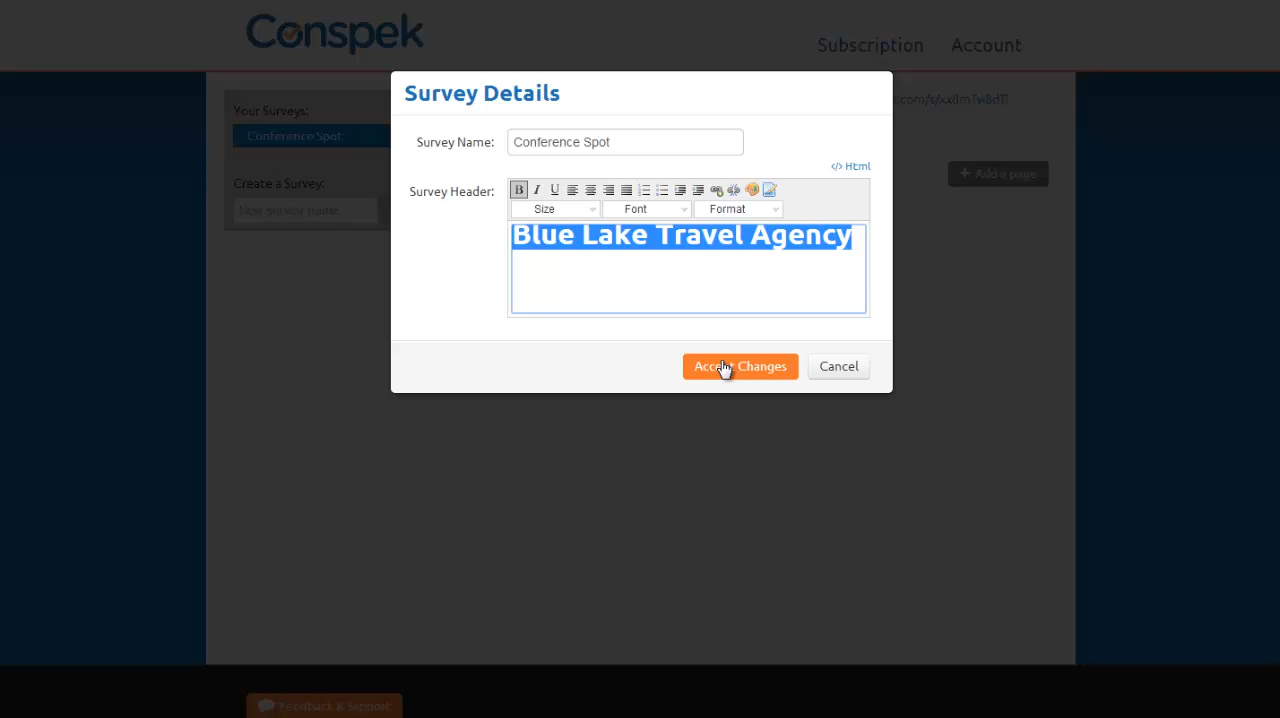 Conspek
Subscription Account
Survey Details
Your Surveys:
Conference Spot
Survey Name: Conference Spot
</> Html
Create a Survey:
New survey name
Survey Header:
B I U
Size Font Format
Blue Lake Travel Agency
+ Add a page
Accept Changes Cancel
Feedback & Support